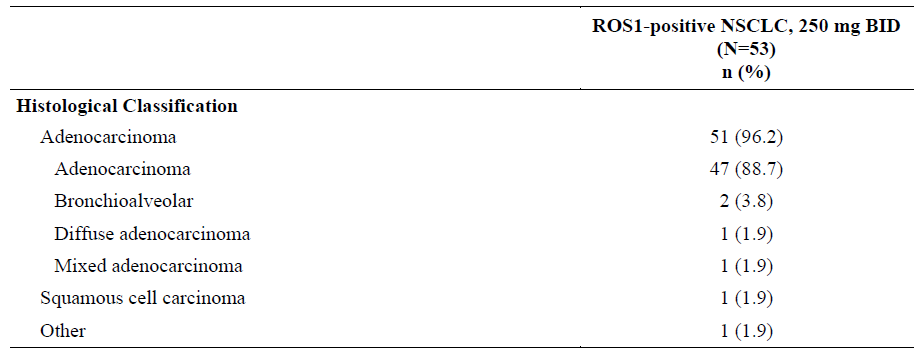 ROS1-positive NSCLC, 250 mg BID
(N=53)
n (%)
Histological Classification
Adenocarcinoma 51 (96.2)
Adenocarcinoma 47 (88.7)
Bronchioalveolar 2 (3.8)
Diffuse adenocarcinoma 1 (1.9)
Mixed adenocarcinoma 1 (1.9)
Squamous cell carcinoma 1 (1.9)
Other 1 (1.9)